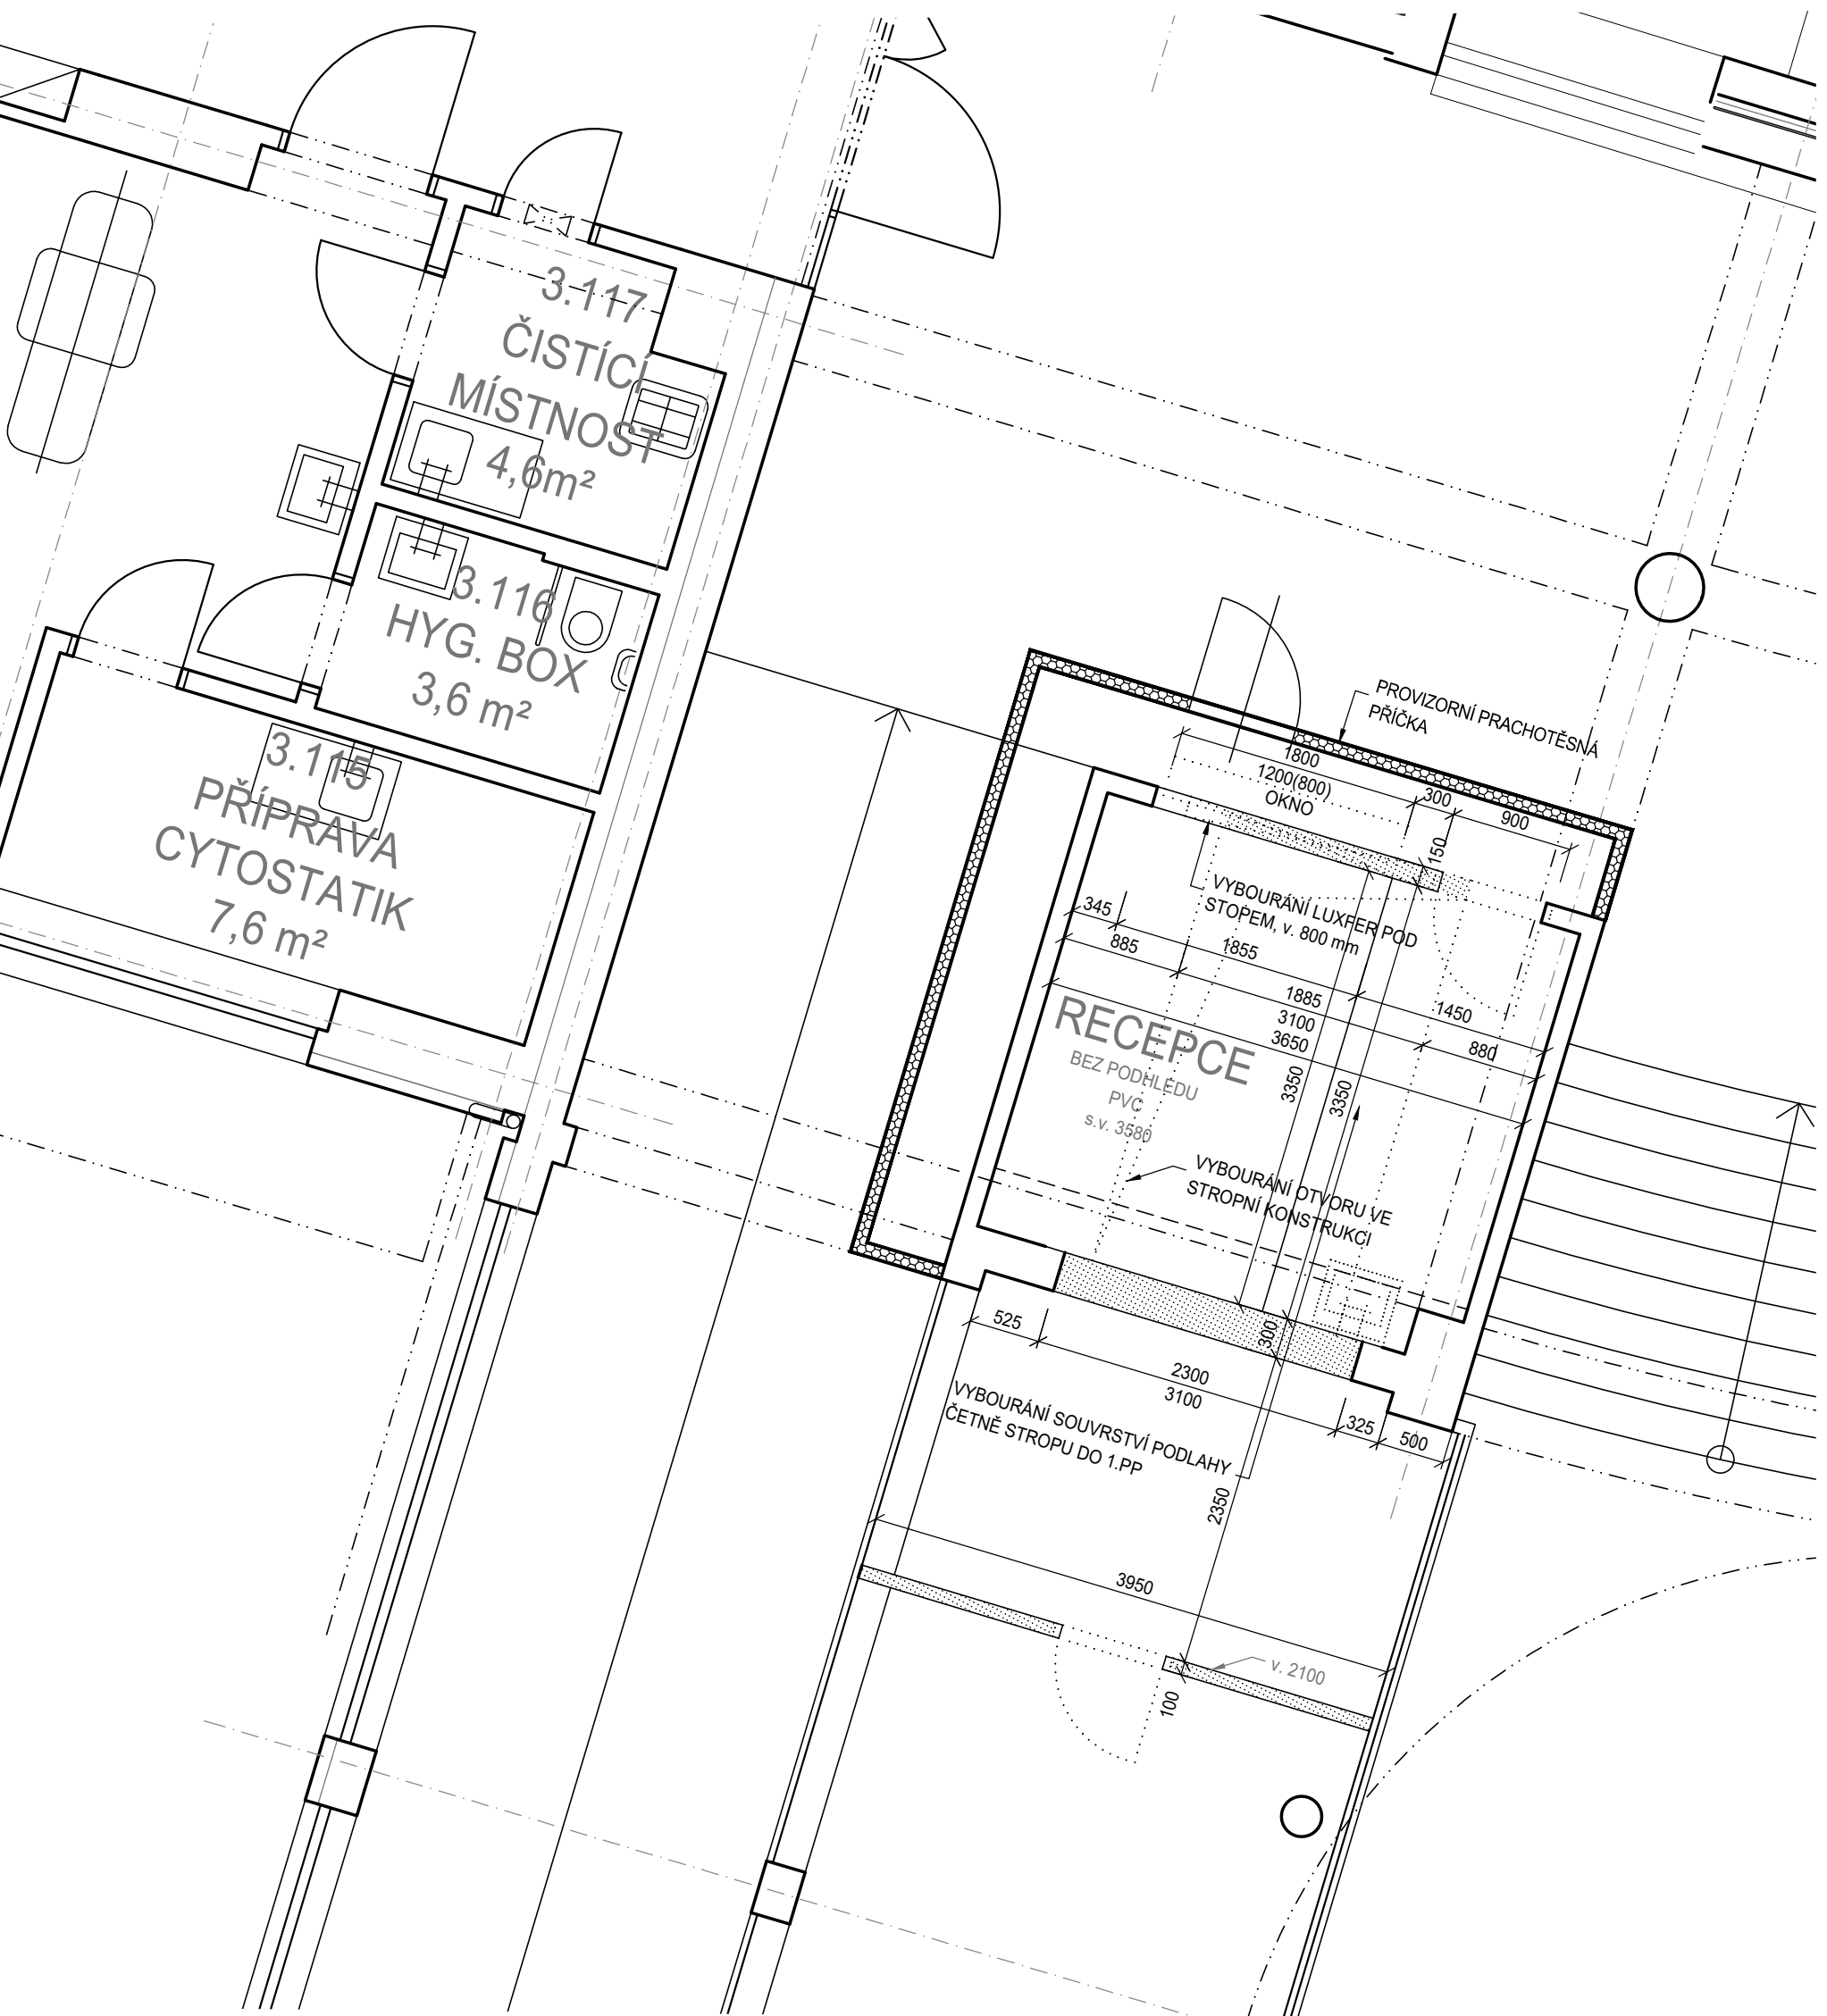 3.117
ČISTÍCÍ
MÍSTNOST
4,6m²
3.116
HYG. BOX
3,6 m²
3.115
PŘÍPRAVA
CYTOSTATIK
7,6 m²
PROVIZORNÍ PRACHOTĚSNÁ
PŘÍČKA
1800
1200(800)
OKNO
300
900
150
VYBOURÁNÍ LUXFER POD
STOPEM, v. 800 mm
345
1855
1450
885
1885
880
3100
3650
RECEPCE
BEZ PODHLEDU
PVC
s.v. 3580
3350
3350
VYBOURÁNÍ OTVORU VE
STROPNÍ KONSTRUKCI
300
525
2300
3100
325
500
VYBOURÁNÍ SOUVRSTVÍ PODLAHY
ČETNĚ STROPU DO 1.PP
2350
3950
v. 2100
100